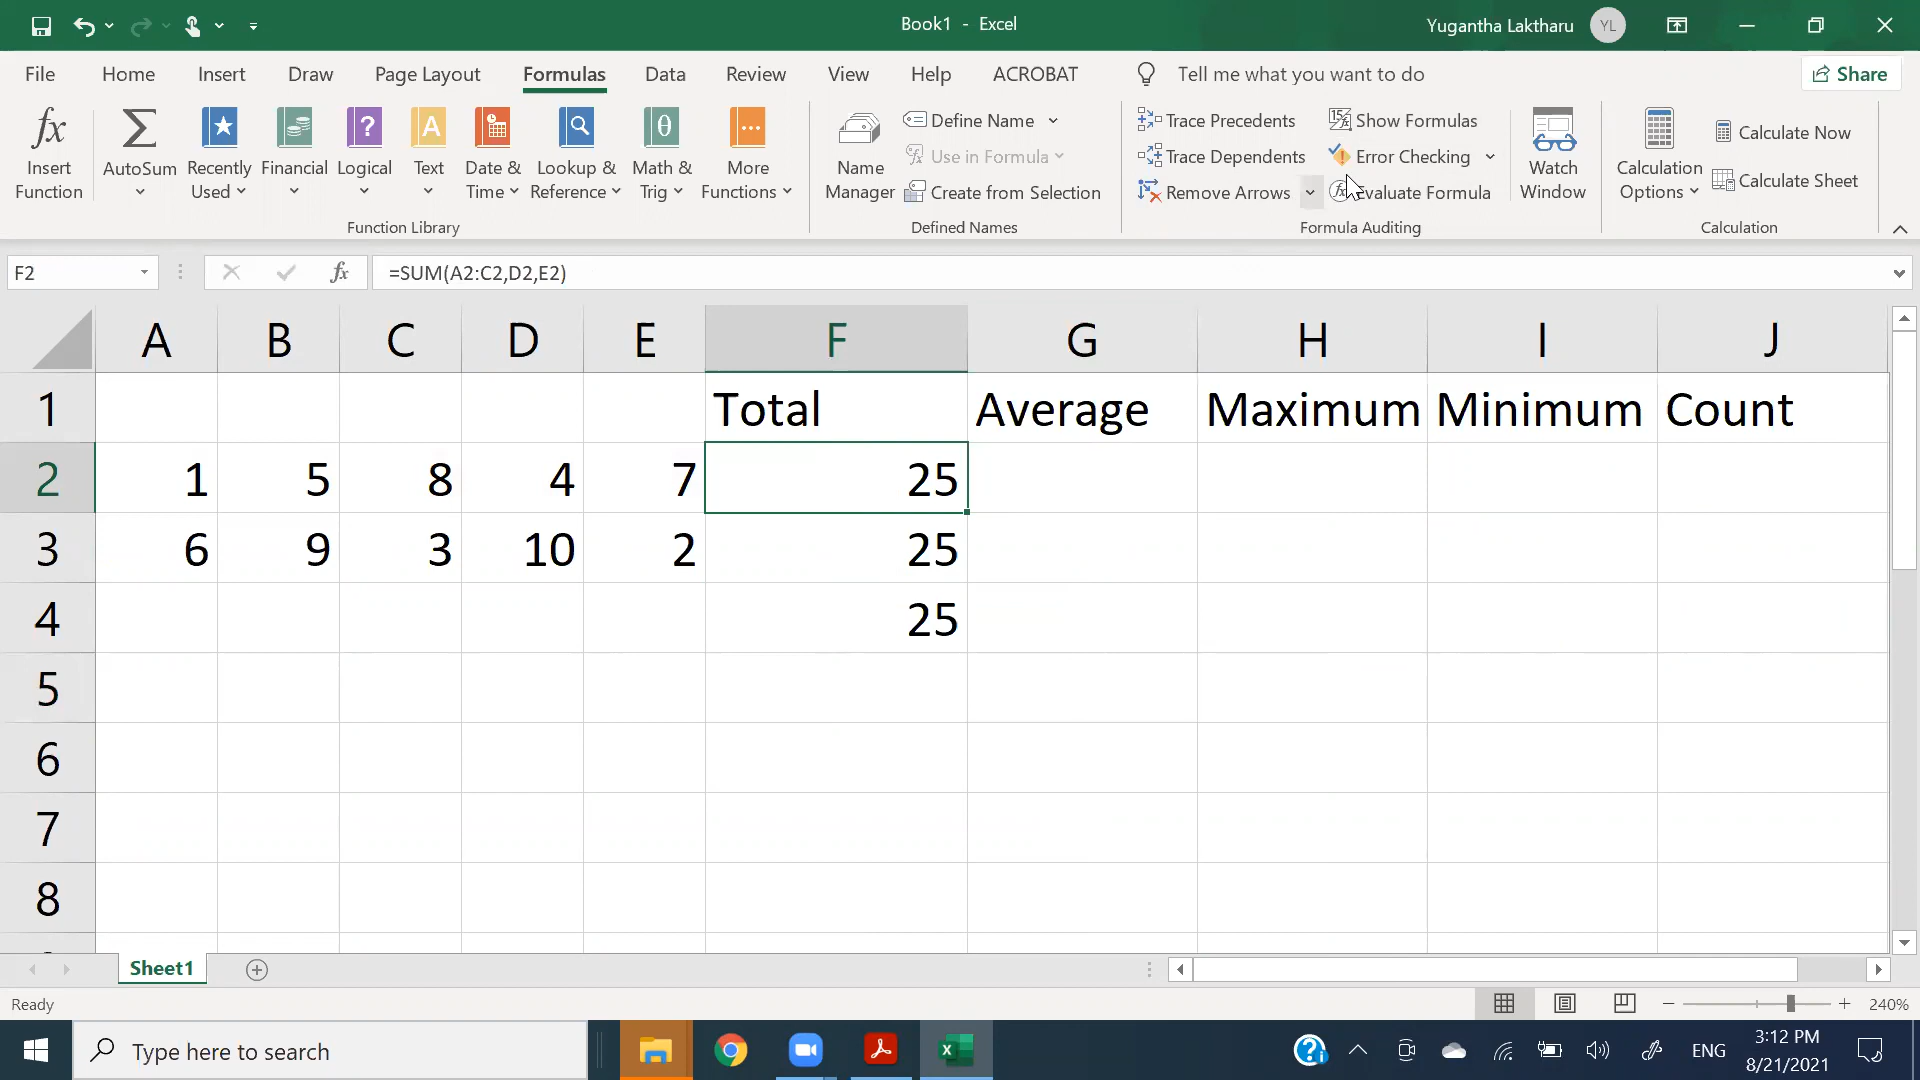 Book1 - Excel
Yugantha Laktharu YL
File Home Insert Draw Page Layout Formulas Data Review View Help ACROBAT Tell me what you want to do Share
Insert Function
AutoSum
Recently Used
Financial
Logical
Text
Date & Time
Lookup & Reference
Math & Trig
More Functions
Function Library
Name Manager
Define Name
Use in Formula
Create from Selection
Defined Names
Trace Precedents
Trace Dependents
Remove Arrows
Show Formulas
Error Checking
Evaluate Formula
Formula Auditing
Watch Window
Calculation Options
Calculate Now
Calculate Sheet
Calculation
F2 fx =SUM(A2:C2,D2,E2)
A B C D E F G H I J
1 Total Average Maximum Minimum Count
2 1 5 8 4 7 25
3 6 9 3 10 2 25
4 25
5
6
7
8
Sheet1
Ready 240%
Type here to search
ENG
3:12 PM
8/21/2021